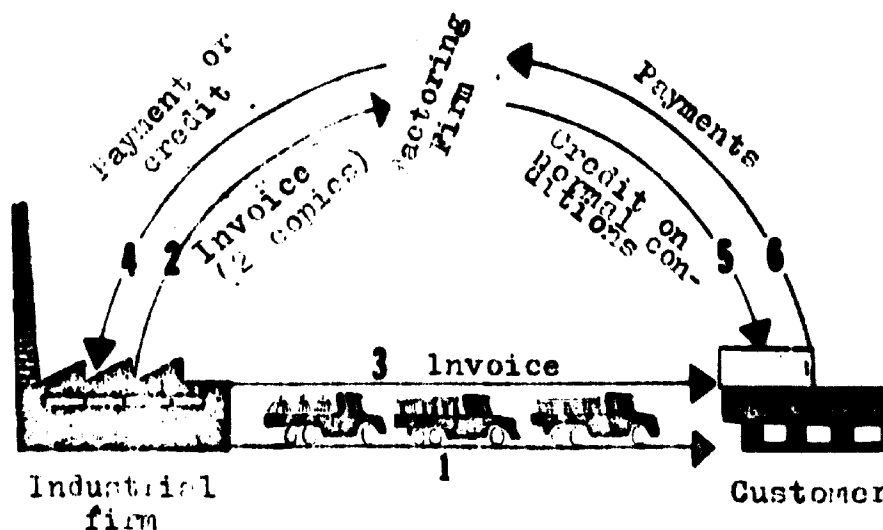 Payment or
credit
Factoring
Firm
Payments
Invoice
(2 copies)
Credit on
normal con-
ditions
4
2
5
6
3 Invoice
1
Industrial
firm
Customer